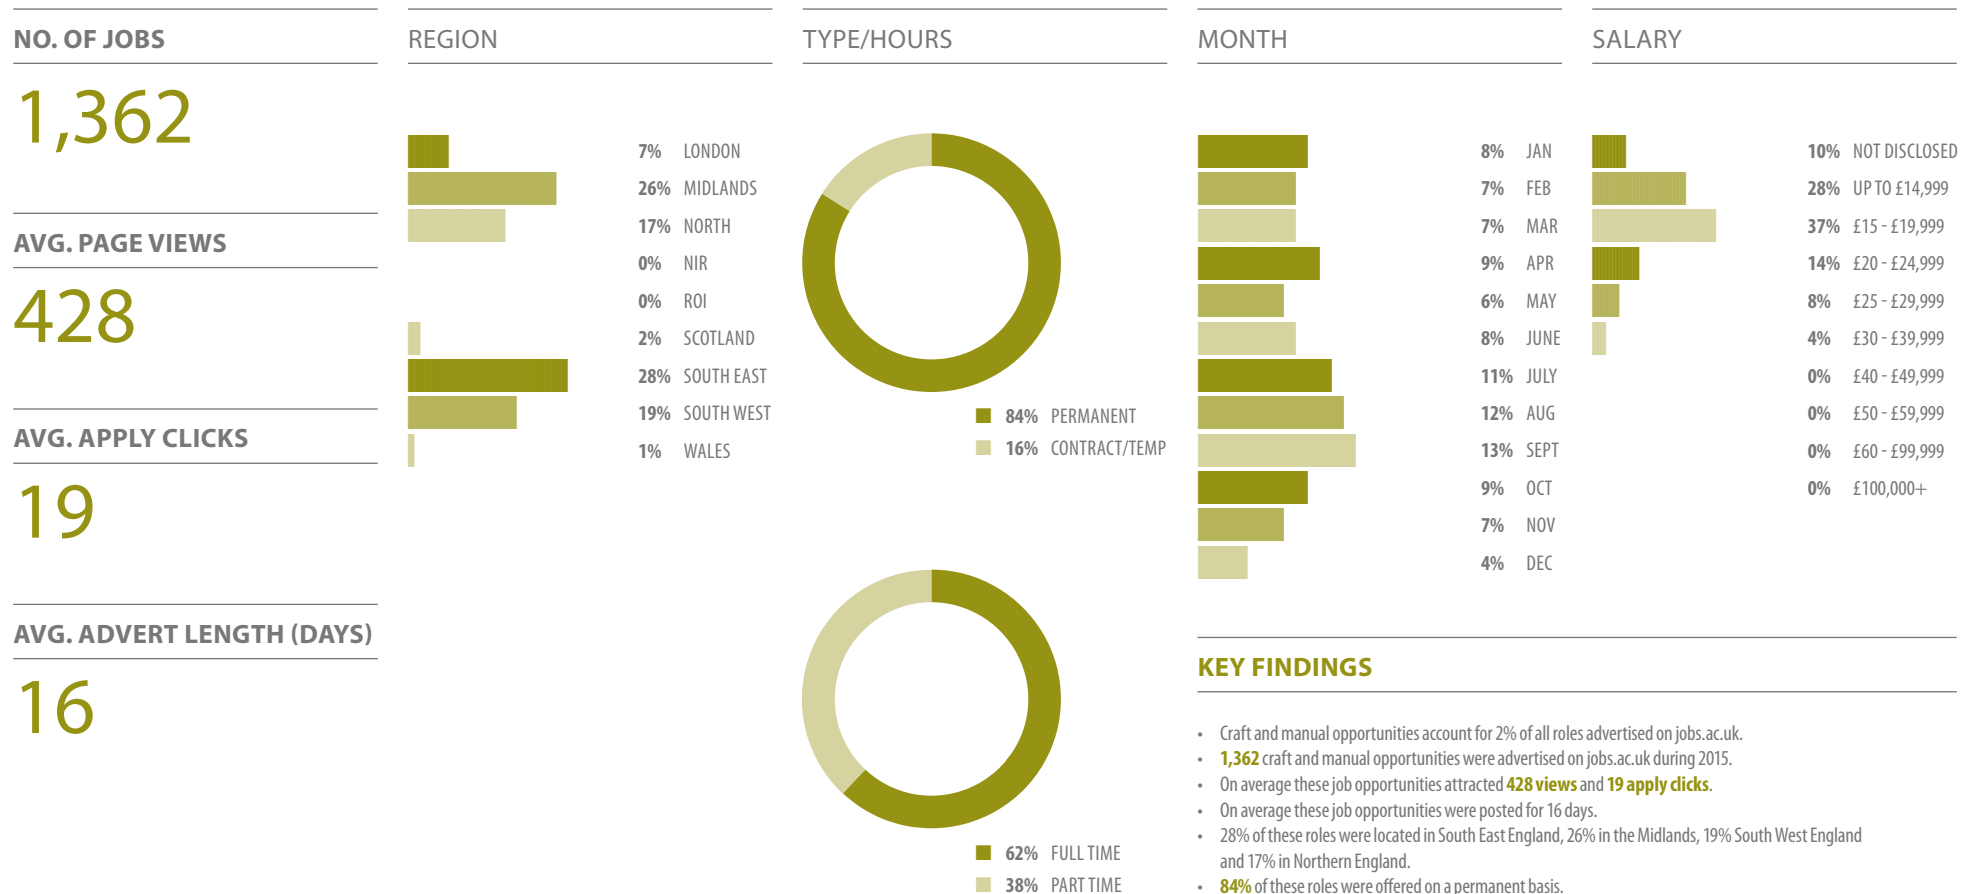 NO. OF JOBS
1,362
AVG. PAGE VIEWS
428
AVG. APPLY CLICKS
19
AVG. ADVERT LENGTH (DAYS)
16
REGION
7% LONDON
26% MIDLANDS
17% NORTH
0% NIR
0% ROI
2% SCOTLAND
28% SOUTH EAST
19% SOUTH WEST
1% WALES
TYPE/HOURS
84% PERMANENT
16% CONTRACT/TEMP
62% FULL TIME
38% PART TIME
MONTH
8% JAN
7% FEB
7% MAR
9% APR
6% MAY
8% JUNE
11% JULY
12% AUG
13% SEPT
9% OCT
7% NOV
4% DEC
SALARY
10% NOT DISCLOSED
28% UP TO £14,999
37% £15 - £19,999
14% £20 - £24,999
8% £25 - £29,999
4% £30 - £39,999
0% £40 - £49,999
0% £50 - £59,999
0% £60 - £99,999
0% £100,000+
KEY FINDINGS
• Craft and manual opportunities account for 2% of all roles advertised on jobs.ac.uk.
• 1,362 craft and manual opportunities were advertised on jobs.ac.uk during 2015.
• On average these job opportunities attracted 428 views and 19 apply clicks.
• On average these job opportunities were posted for 16 days.
• 28% of these roles were located in South East England, 26% in the Midlands, 19% South West England
and 17% in Northern England.
• 84% of these roles were offered on a permanent basis.